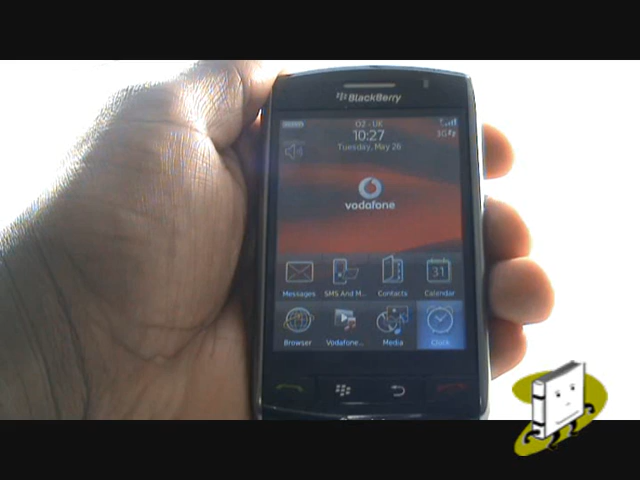 BlackBerry
O2 - UK
10:27
3G
Tuesday, May 26
vodafone
Messages SMS And M... Contacts Calendar
31
Browser Vodafone... Media Clock